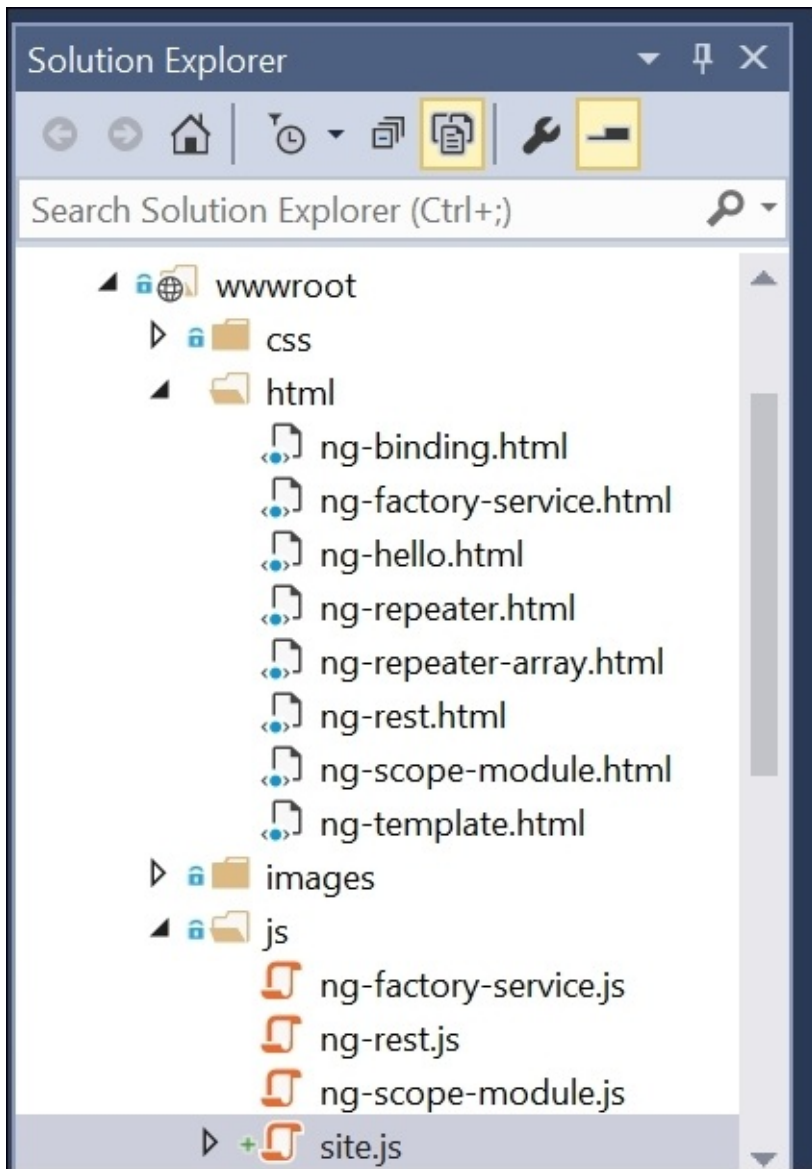 Solution Explorer
Search Solution Explorer (Ctrl+;)
wwwroot
css
html
ng-binding.html
ng-factory-service.html
ng-hello.html
ng-repeater.html
ng-repeater-array.html
ng-rest.html
ng-scope-module.html
ng-template.html
images
js
ng-factory-service.js
ng-rest.js
ng-scope-module.js
site.js